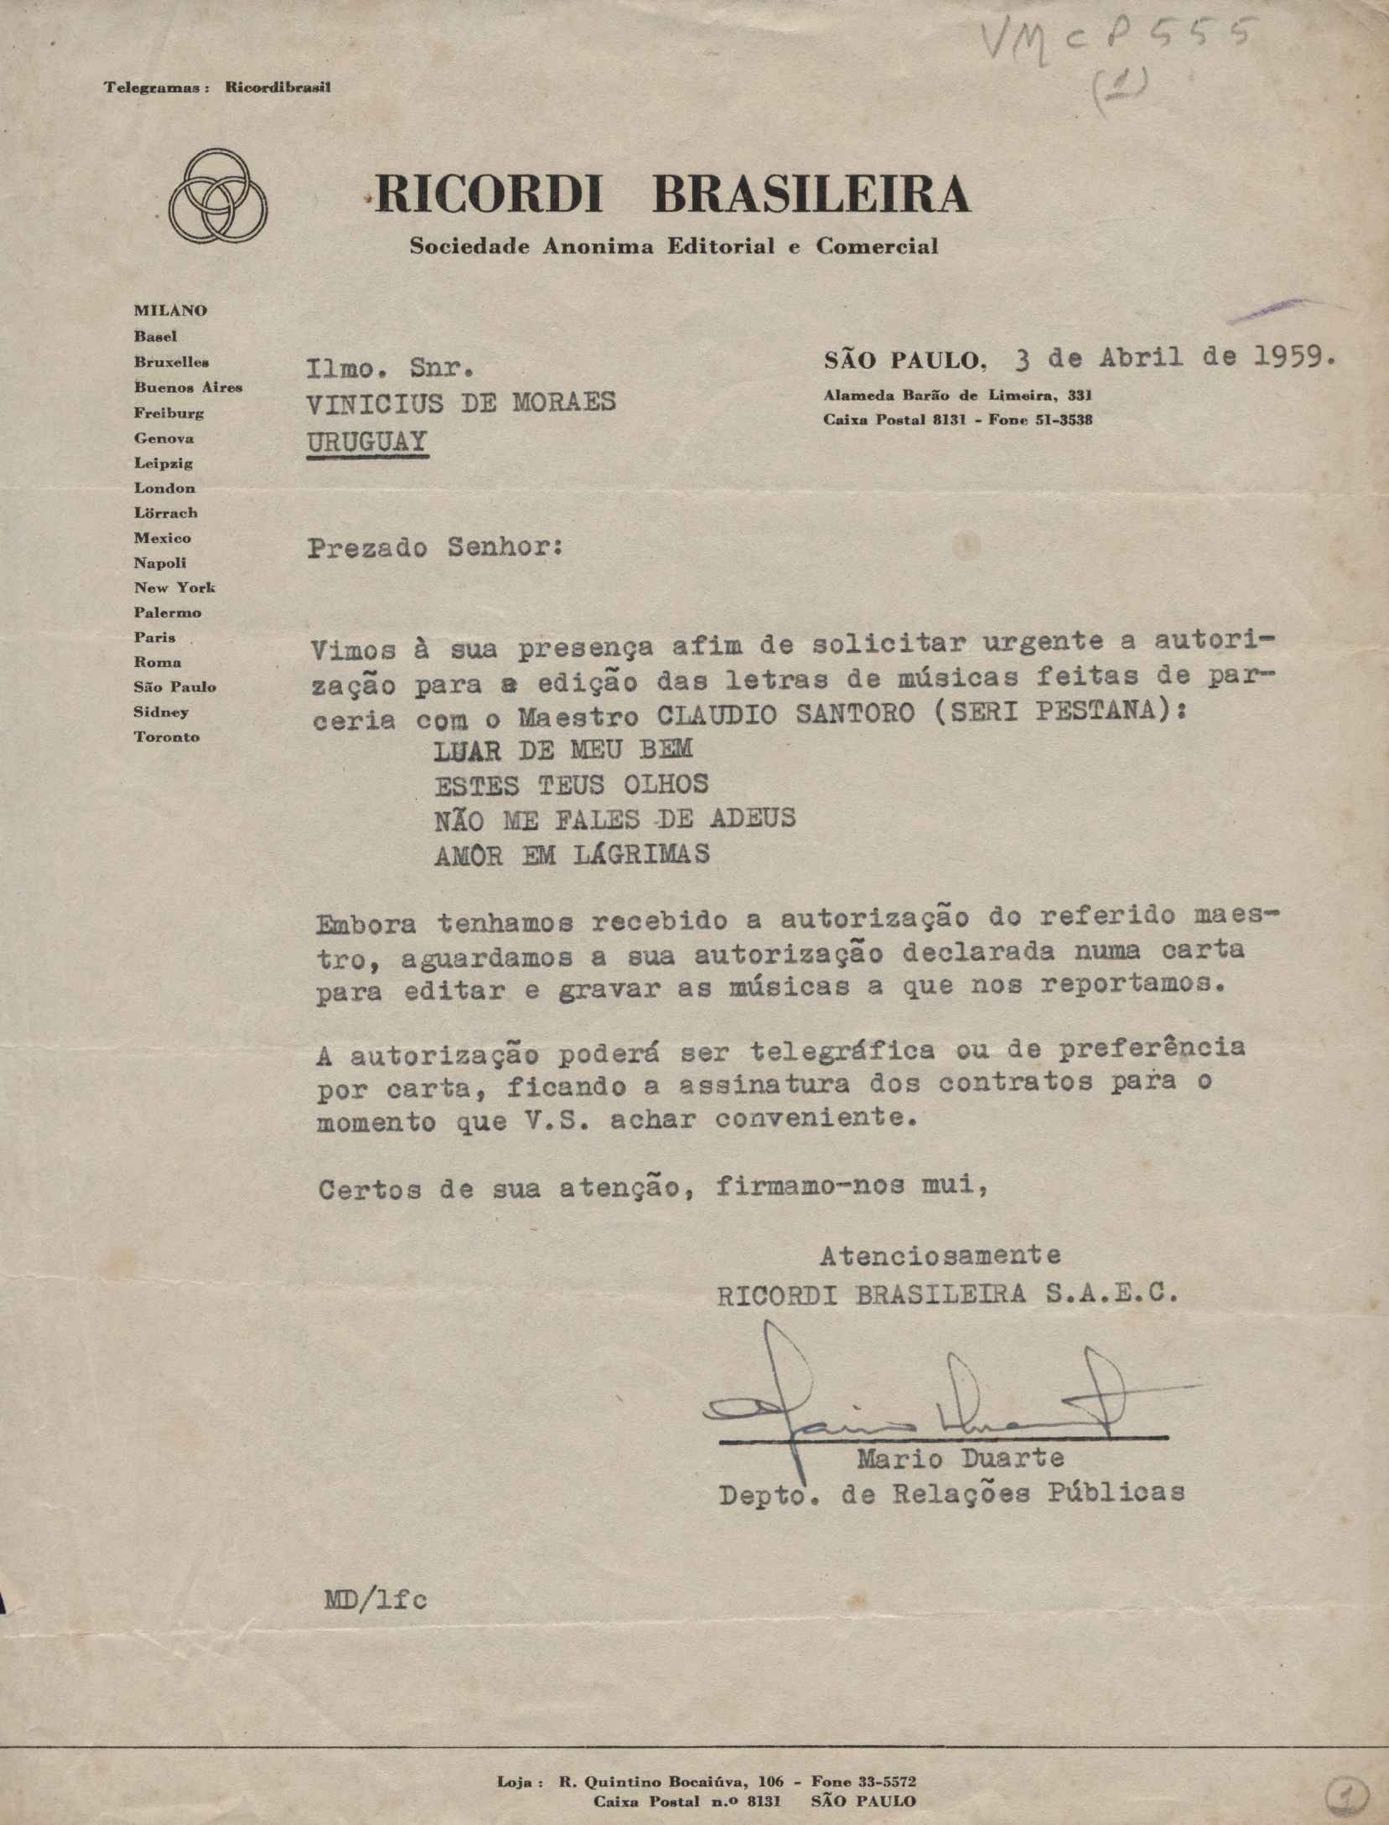 VMcP555
(1)
Telegramas: Ricordibrasil
RICORDI BRASILEIRA
Sociedade Anonima Editorial e Comercial
MILANO
Basel
Bruxelles
Buenos Aires
Freiburg
Genova
Leipzig
London
Lörrach
Mexico
Napoli
New York
Palermo
Paris
Roma
São Paulo
Sidney
Toronto
SÃO PAULO, 3 de Abril de 1959.
Alameda Barão de Limeira, 331
Caixa Postal 8131 - Fone 51-3538
Ilmo. Snr.
VINICIUS DE MORAES
URUGUAY
Prezado Senhor:
Vimos à sua presença afim de solicitar urgente a autori-
zação para a edição das letras de músicas feitas de par-
ceria com o Maestro CLAUDIO SANTORO (SERI PESTANA):
LUAR DE MEU BEM
ESTES TEUS OLHOS
NÃO ME FALES DE ADEUS
AMOR EM LÁGRIMAS
Embora tenhamos recebido a autorização do referido maes-
tro, aguardamos a sua autorização declarada numa carta
para editar e gravar as músicas a que nos reportamos.
A autorização poderá ser telegráfica ou de preferência
por carta, ficando a assinatura dos contratos para o
momento que V.S. achar conveniente.
Certos de sua atenção, firmamo-nos mui,
Atenciosamente
RICORDI BRASILEIRA S.A.E.C.
Mario Duarte
Mario Duarte
Depto. de Relações Públicas
MD/lfc
Loja: R. Quintino Bocaiúva, 106 - Fone 33-5572
Caixa Postal n.o 8131 SÃO PAULO
1